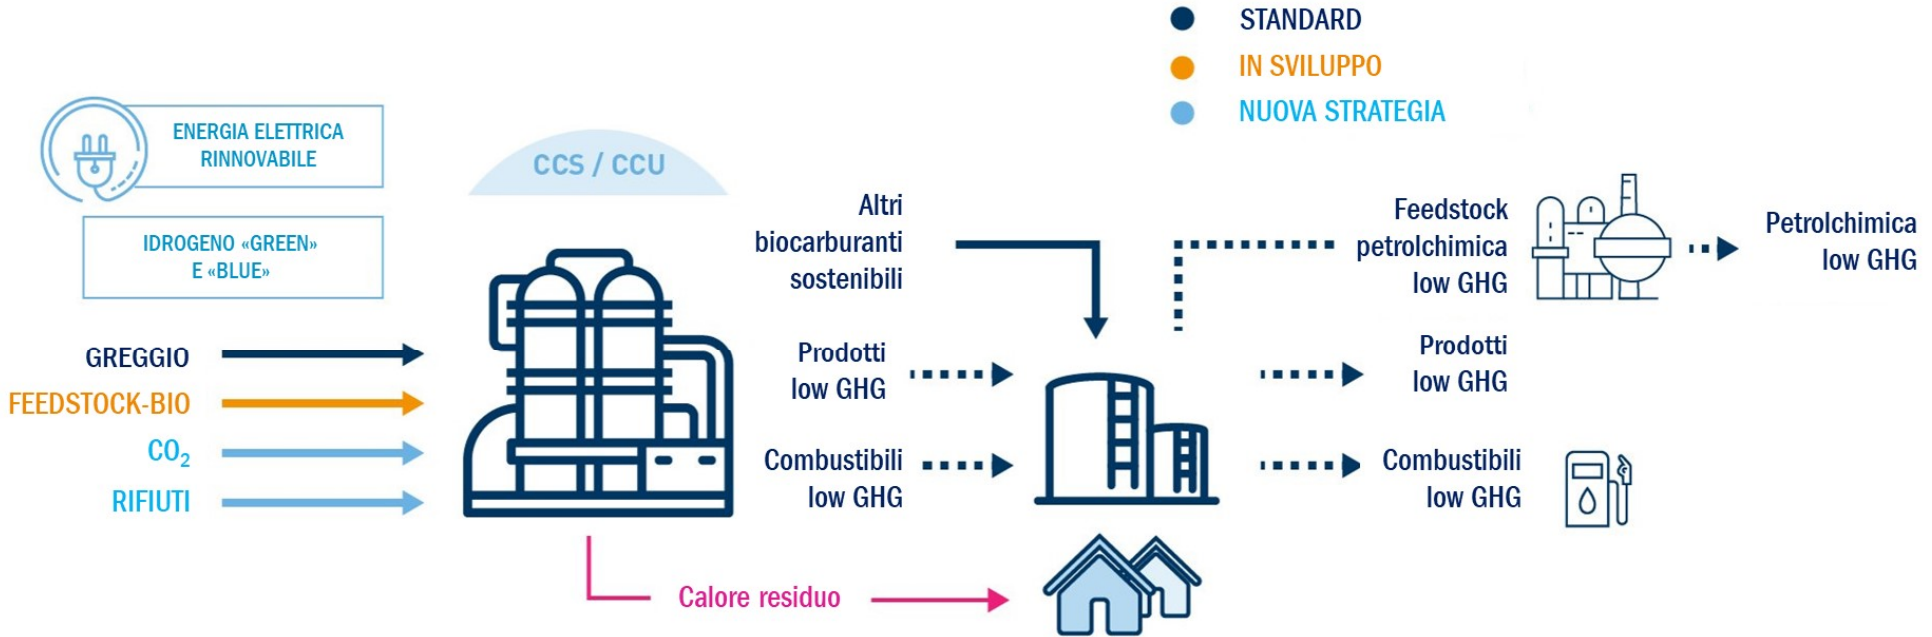 STANDARD
IN SVILUPPO
NUOVA STRATEGIA
ENERGIA ELETTRICA
RINNOVABILE
IDROGENO «GREEN»
E «BLUE»
CCS / CCU
GREGGIO
FEEDSTOCK-BIO
CO₂
RIFIUTI
Altri
biocarburanti
sostenibili
Prodotti
low GHG
Combustibili
low GHG
Calore residuo
Feedstock
petrolchimica
low GHG
Petrolchimica
low GHG
Prodotti
low GHG
Combustibili
low GHG